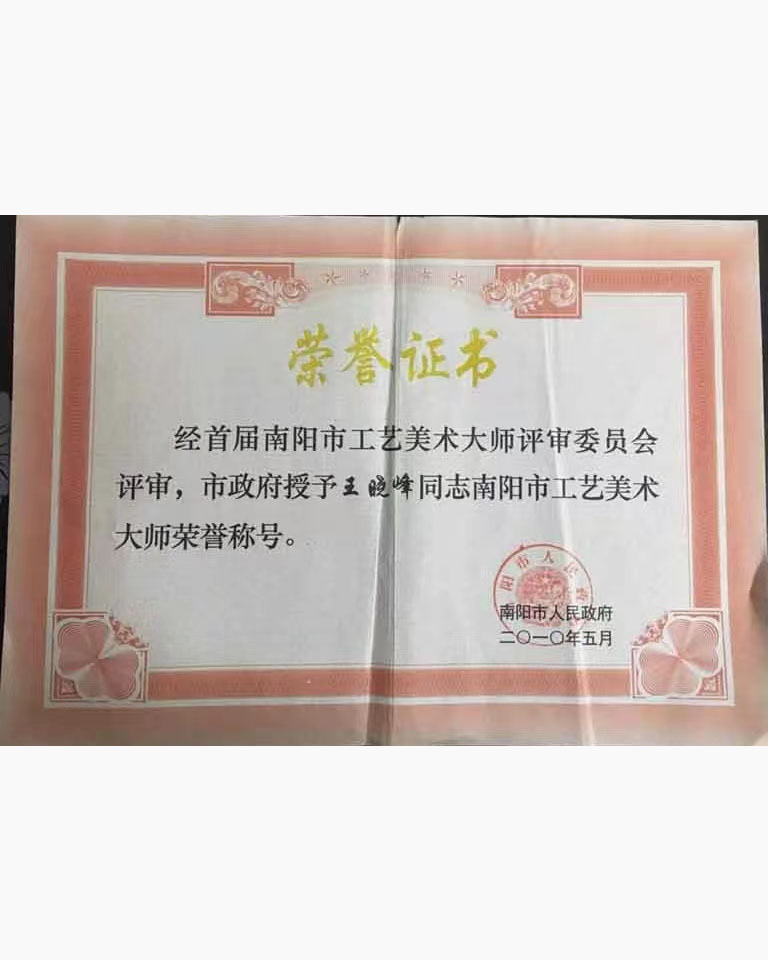 荣誉证书
经首届南阳市工艺美术大师评审委员会
评审，市政府授予王晓峰同志南阳市工艺美术
大师荣誉称号。
南阳市人民政府
二〇一〇年五月